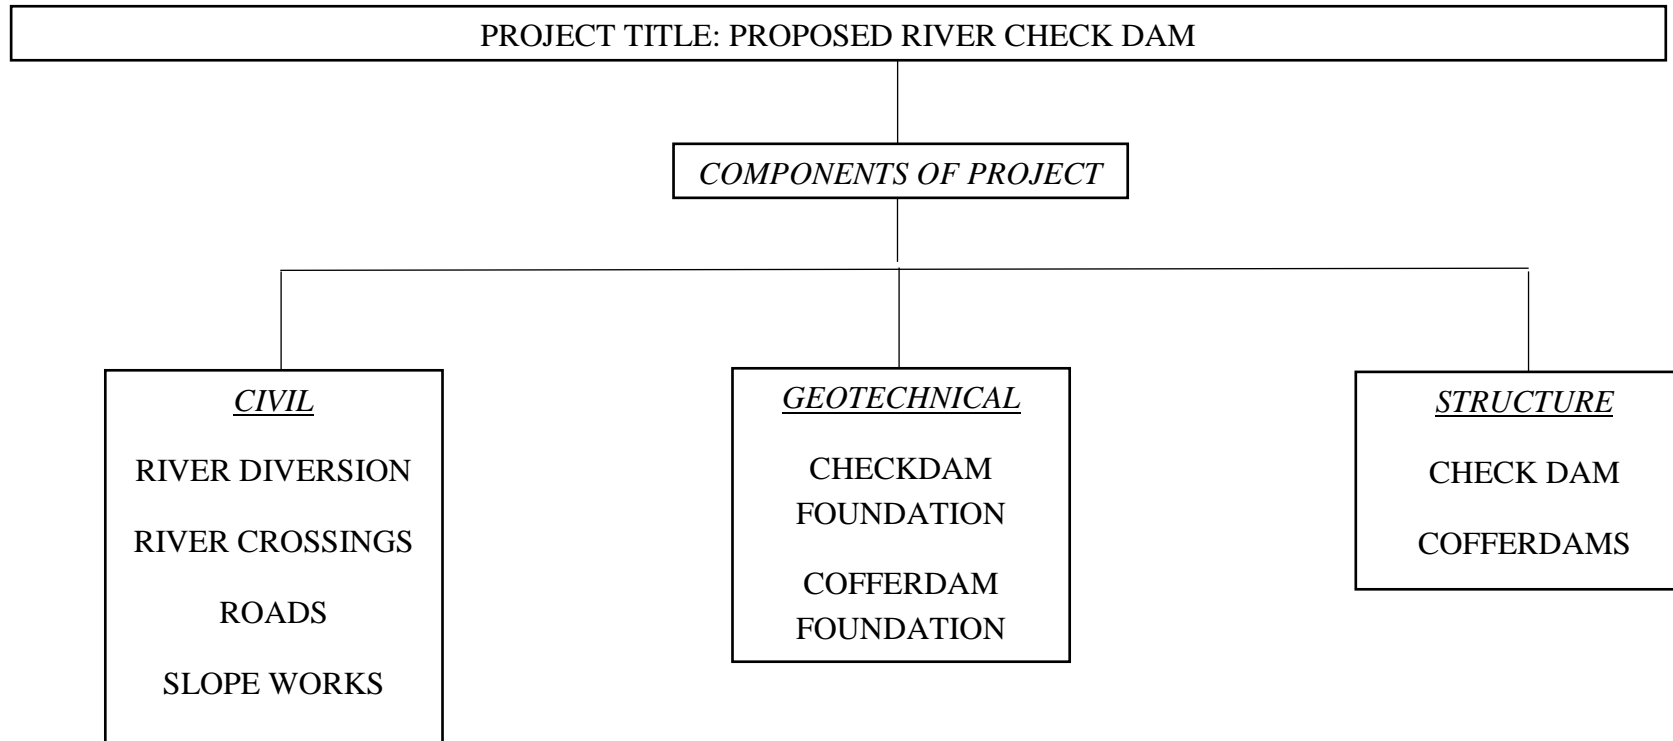 PROJECT TITLE: PROPOSED RIVER CHECK DAM
COMPONENTS OF PROJECT
CIVIL
RIVER DIVERSION
RIVER CROSSINGS
ROADS
SLOPE WORKS
GEOTECHNICAL
CHECKDAM
FOUNDATION
COFFERDAM
FOUNDATION
STRUCTURE
CHECK DAM
COFFERDAMS